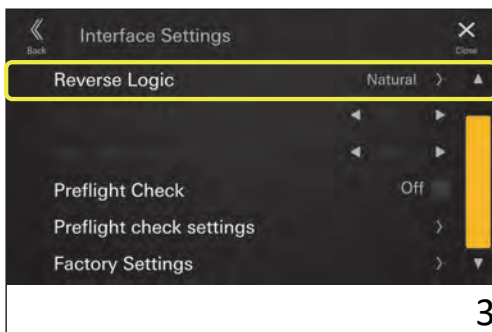 Interface Settings
Back
Close
Reverse Logic Natural
Preflight Check Off
Preflight check settings
Factory Settings
3